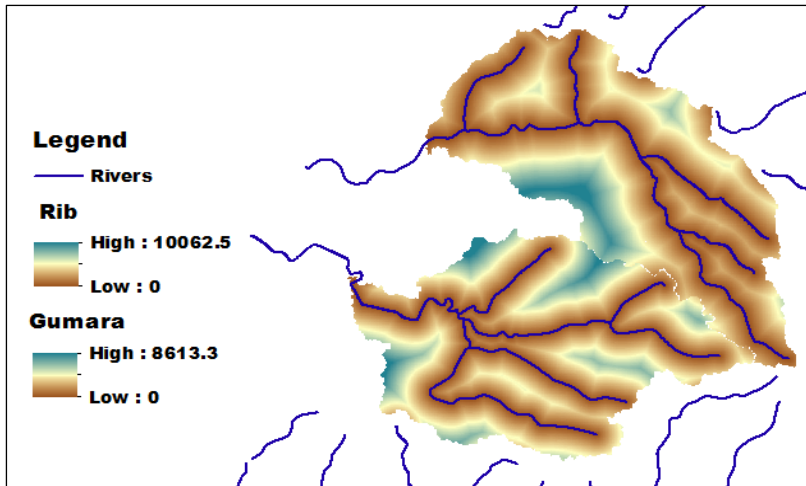 Legend
Rivers
Rib
High : 10062.5
Low : 0
Gumara
High : 8613.3
Low : 0